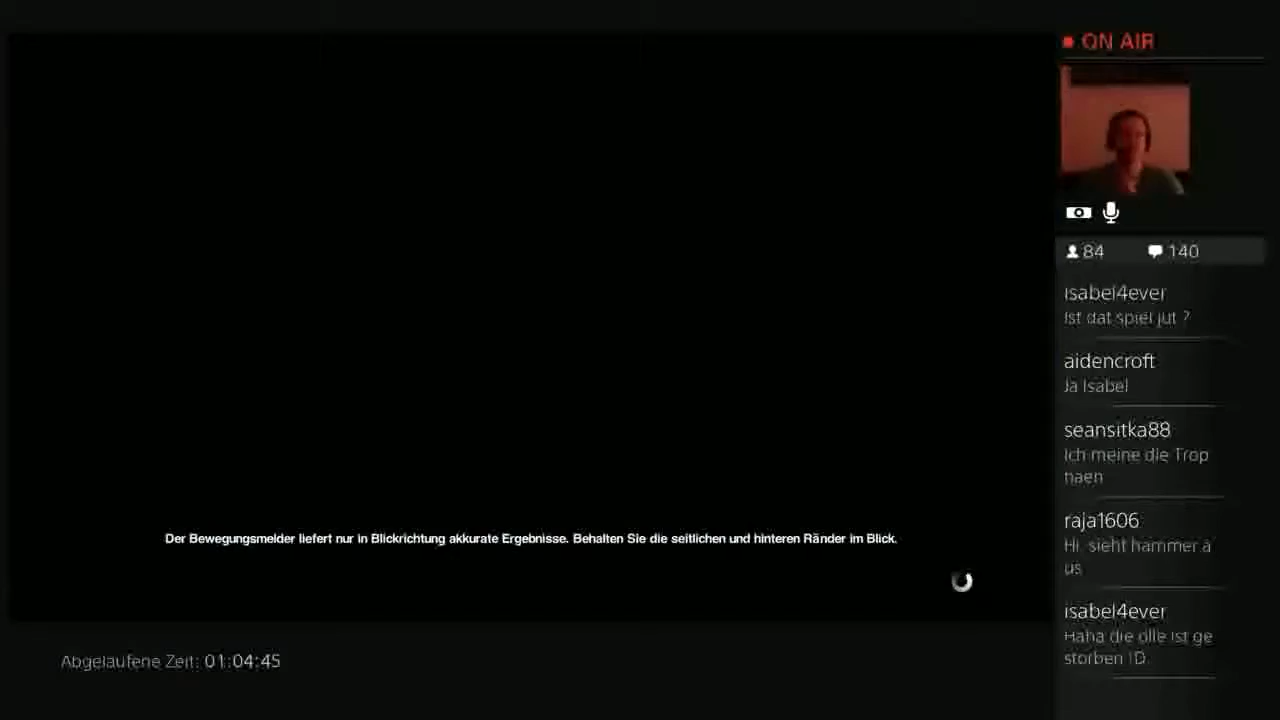 ON AIR
84 140
isabel4ever
Ist dat spiel jut ?
aidencroft
Ja Isabel
seansitka88
Ich meine die Trop
haen
raja1606
Hi. sieht hammer a
us
isabel4ever
Haha die olle ist ge
storben !D
Der Bewegungsmelder liefert nur in Blickrichtung akkurate Ergebnisse. Behalten Sie die seitlichen und hinteren Ränder im Blick.
Abgelaufene Zeit: 01:04:45